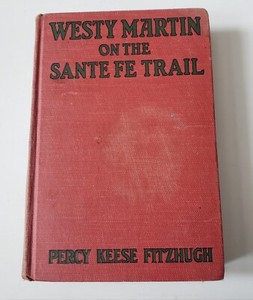 WESTY MARTIN
ON THE
SANTE FE TRAIL
PERCY KEESE FITZHUGH